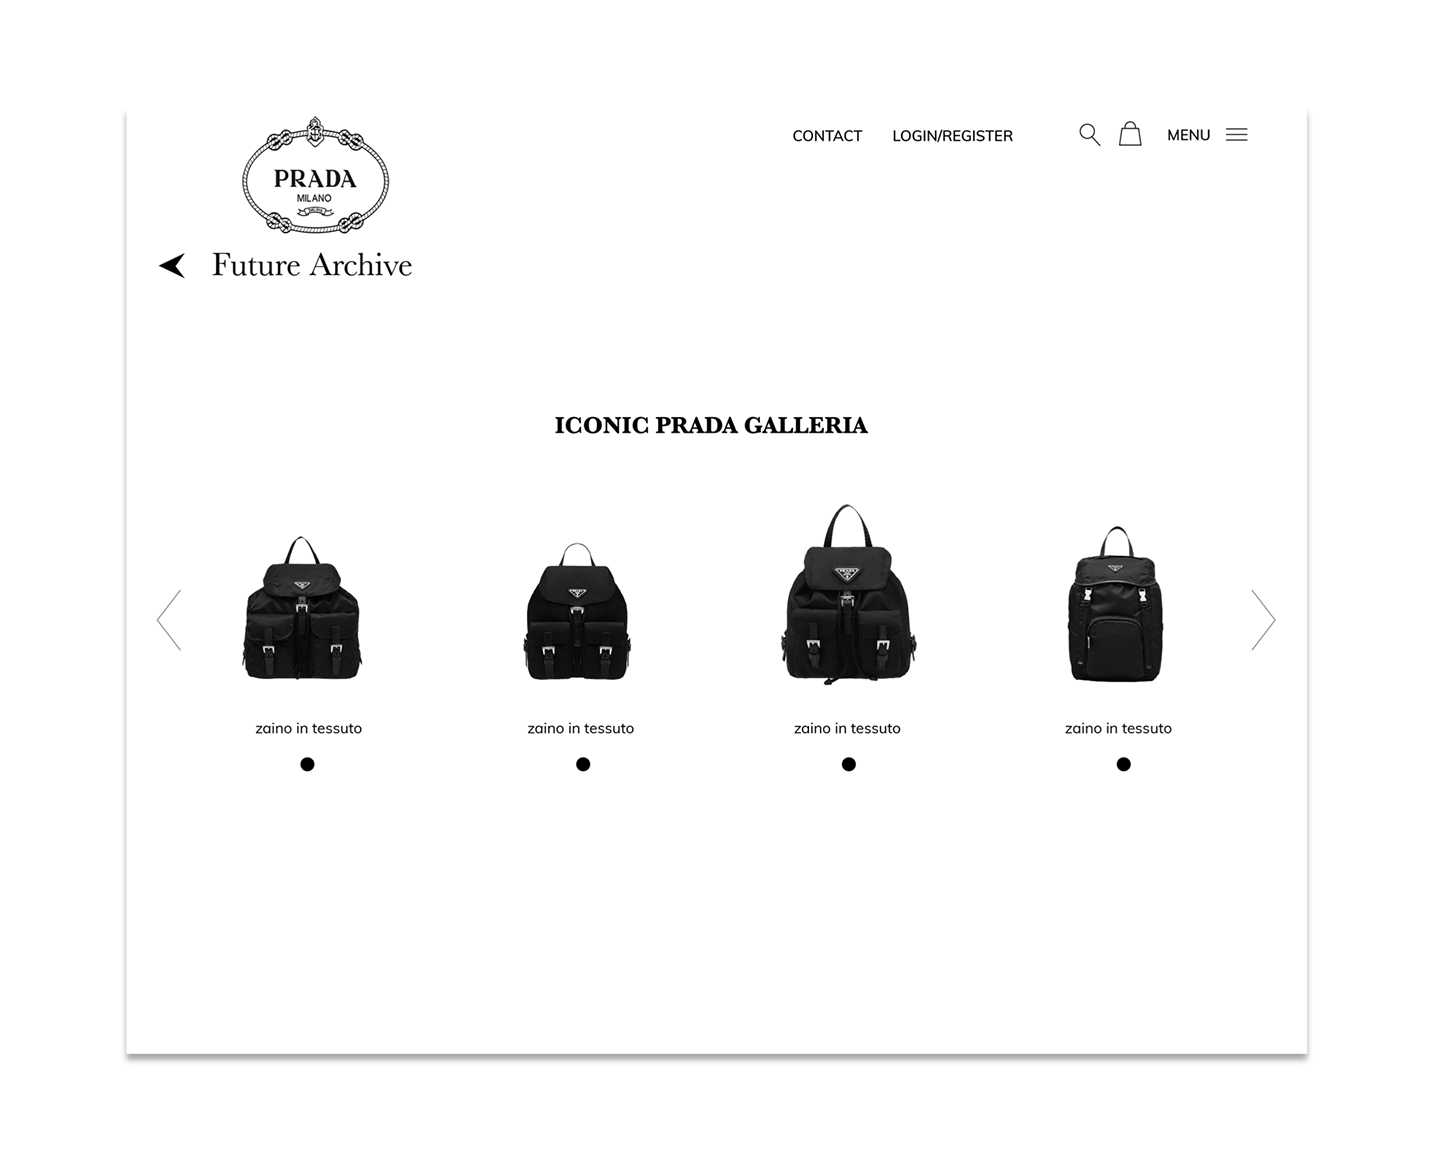 CONTACT
LOGIN/REGISTER
MENU
PRADA
MILANO
Future Archive
ICONIC PRADA GALLERIA
PRADA
zaino in tessuto
zaino in tessuto
zaino in tessuto
zaino in tessuto